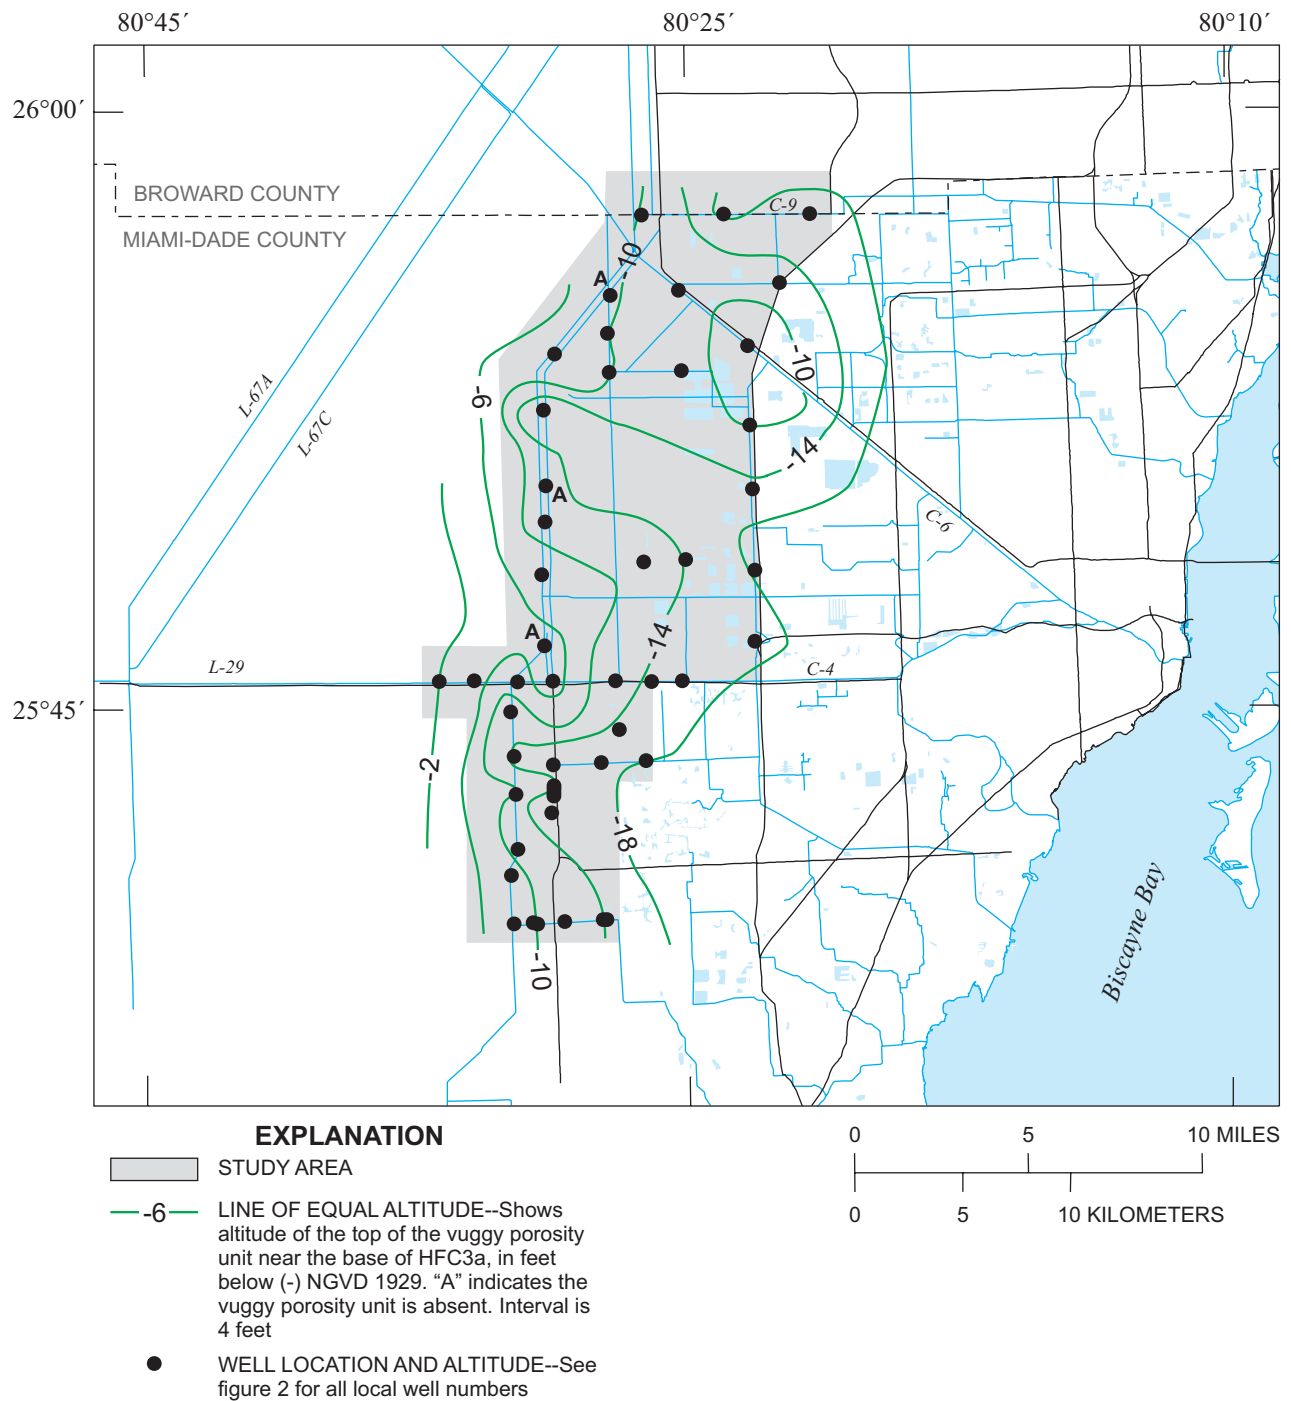 80°45´ 80°25´ 80°10´
26°00´
BROWARD COUNTY
MIAMI-DADE COUNTY
C-9
-10
A
L-67A
L-67C
-6
-10
-14
A
C-6
A
-14
L-29
C-4
25°45´
-2
-18
-10
Biscayne Bay
EXPLANATION
STUDY AREA
-6
LINE OF EQUAL ALTITUDE--Shows
altitude of the top of the vuggy porosity
unit near the base of HFC3a, in feet
below (-) NGVD 1929. “A” indicates the
vuggy porosity unit is absent. Interval is
4 feet
WELL LOCATION AND ALTITUDE--See
figure 2 for all local well numbers
0 5 10 MILES
0 5 10 KILOMETERS